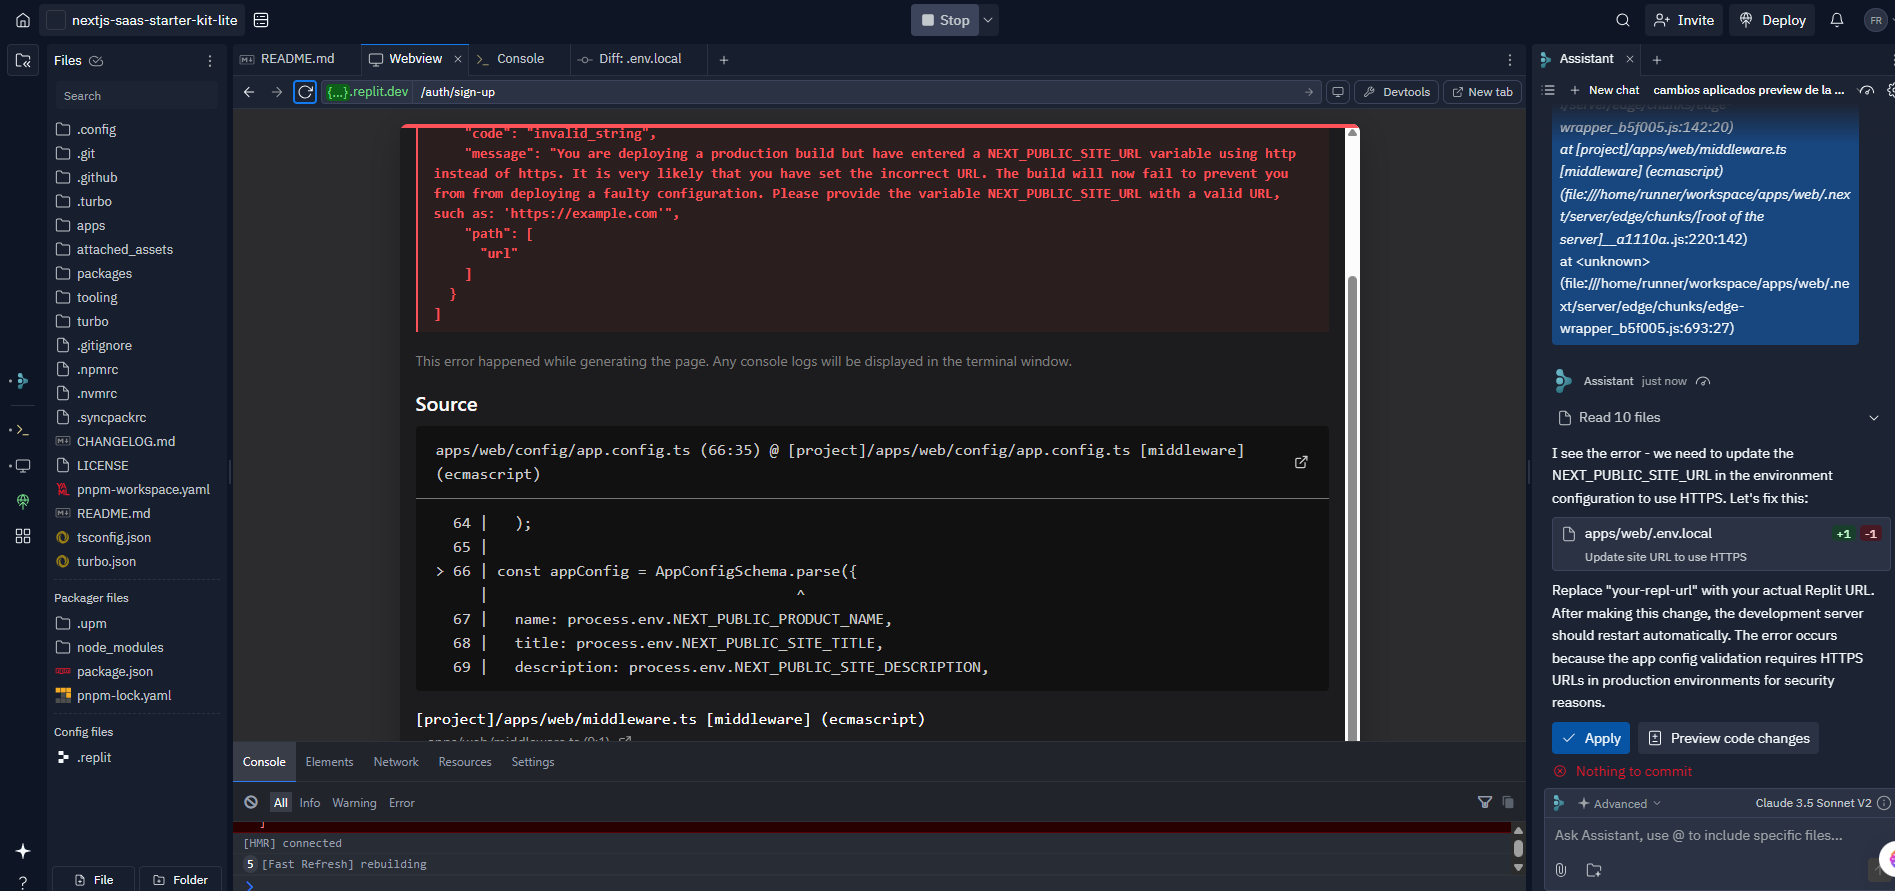 nextjs-saas-starter-kit-lite
Stop
Invite
Deploy
FR
Files
Search
.config
.git
.github
.turbo
apps
attached_assets
packages
tooling
turbo
.gitignore
.npmrc
.nvmrc
.syncpackrc
CHANGELOG.md
LICENSE
pnpm-workspace.yaml
README.md
tsconfig.json
turbo.json
Packager files
.upm
node_modules
package.json
pnpm-lock.yaml
Config files
.replit
File
Folder
README.md
Webview
Console
Diff: .env.local
{...}.replit.dev
/auth/sign-up
Devtools
New tab
"code": "invalid_string",
"message": "You are deploying a production build but have entered a NEXT_PUBLIC_SITE_URL variable using http
instead of https. It is very likely that you have set the incorrect URL. The build will now fail to prevent you
from from deploying a faulty configuration. Please provide the variable NEXT_PUBLIC_SITE_URL with a valid URL,
such as: 'https://example.com'",
"path": [
"url"
]
}
]
This error happened while generating the page. Any console logs will be displayed in the terminal window.
Source
apps/web/config/app.config.ts (66:35) @ [project]/apps/web/config/app.config.ts [middleware]
(ecmascript)
64 | );
65 |
> 66 | const appConfig = AppConfigSchema.parse({
| ^
67 | name: process.env.NEXT_PUBLIC_PRODUCT_NAME,
68 | title: process.env.NEXT_PUBLIC_SITE_TITLE,
69 | description: process.env.NEXT_PUBLIC_SITE_DESCRIPTION,
[project]/apps/web/middleware.ts [middleware] (ecmascript)
apps/web/middleware.ts (9:1)
Console
Elements
Network
Resources
Settings
All
Info
Warning
Error
]
[HMR] connected
5 [Fast Refresh] rebuilding
Assistant
New chat
cambios aplicados preview de la ...
t/server/edge/chunks/edge-
wrapper_b5f005.js:142:20)
at [project]/apps/web/middleware.ts
[middleware] (ecmascript)
(file:///home/runner/workspace/apps/web/.nex
t/server/edge/chunks/[root of the
server]__a1110a..js:220:142)
at <unknown>
(file:///home/runner/workspace/apps/web/.ne
xt/server/edge/chunks/edge-
wrapper_b5f005.js:693:27)
Assistant just now
Read 10 files
I see the error - we need to update the
NEXT_PUBLIC_SITE_URL in the environment
configuration to use HTTPS. Let's fix this:
apps/web/.env.local
+1 -1
Update site URL to use HTTPS
Replace "your-repl-url" with your actual Replit URL.
After making this change, the development server
should restart automatically. The error occurs
because the app config validation requires HTTPS
URLs in production environments for security
reasons.
Apply
Preview code changes
Nothing to commit
Advanced
Claude 3.5 Sonnet V2
Ask Assistant, use @ to include specific files...